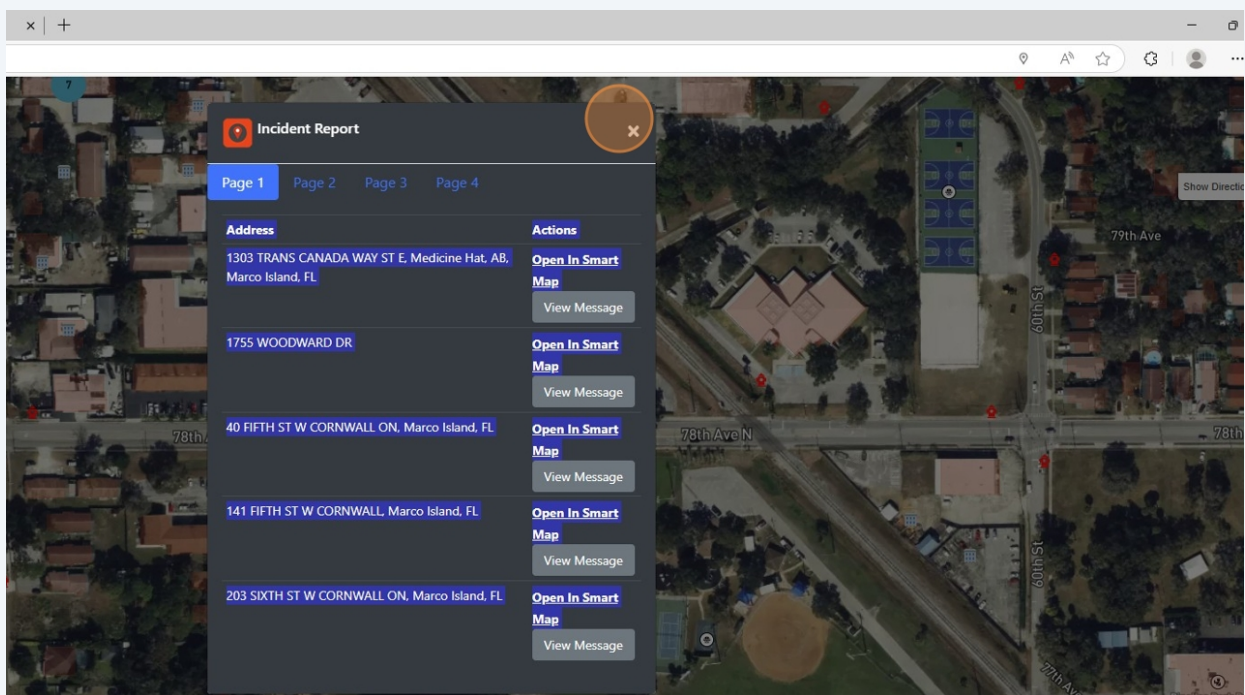 7
Incident Report
Page 1 Page 2 Page 3 Page 4
Address Actions
1303 TRANS CANADA WAY ST E, Medicine Hat, AB, Open In Smart
Marco Island, FL Map
View Message
1755 WOODWARD DR Open In Smart
Map
View Message
40 FIFTH ST W CORNWALL ON, Marco Island, FL Open In Smart
Map
View Message
141 FIFTH ST W CORNWALL, Marco Island, FL Open In Smart
Map
View Message
203 SIXTH ST W CORNWALL ON, Marco Island, FL Open In Smart
Map
View Message
Show Directio
79th Ave
60th St
78th
78th Ave N
78th
60th St
77th Av